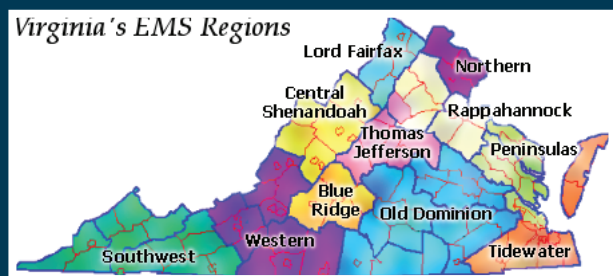 Virginia's EMS Regions
Lord Fairfax
Northern
Central
Shenandoah
Rappahannock
Thomas
Jefferson
Peninsulas
Blue
Ridge
Old Dominion
Western
Southwest
Tidewater